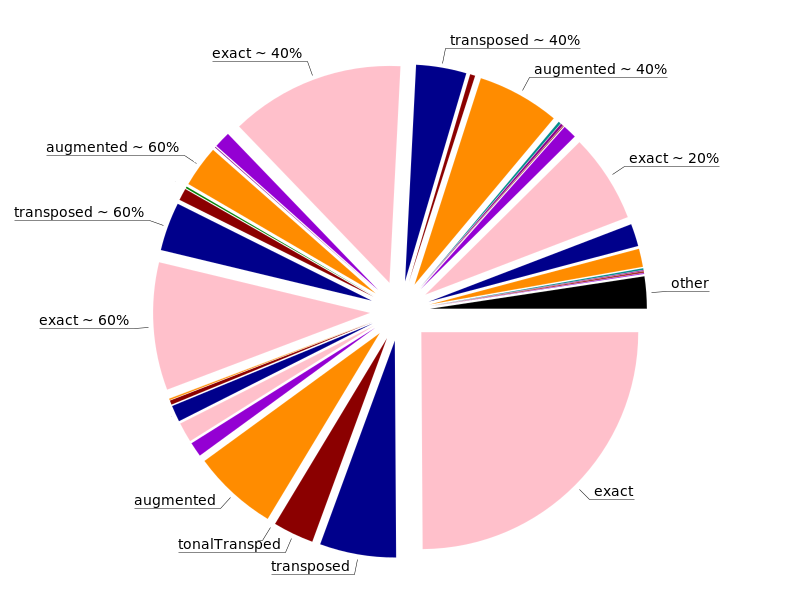 transposed ~ 40%
exact ~ 40%
augmented ~ 40%
augmented ~ 60%
exact ~ 20%
transposed ~ 60%
other
exact ~ 60%
exact
augmented
tonalTransped
transposed